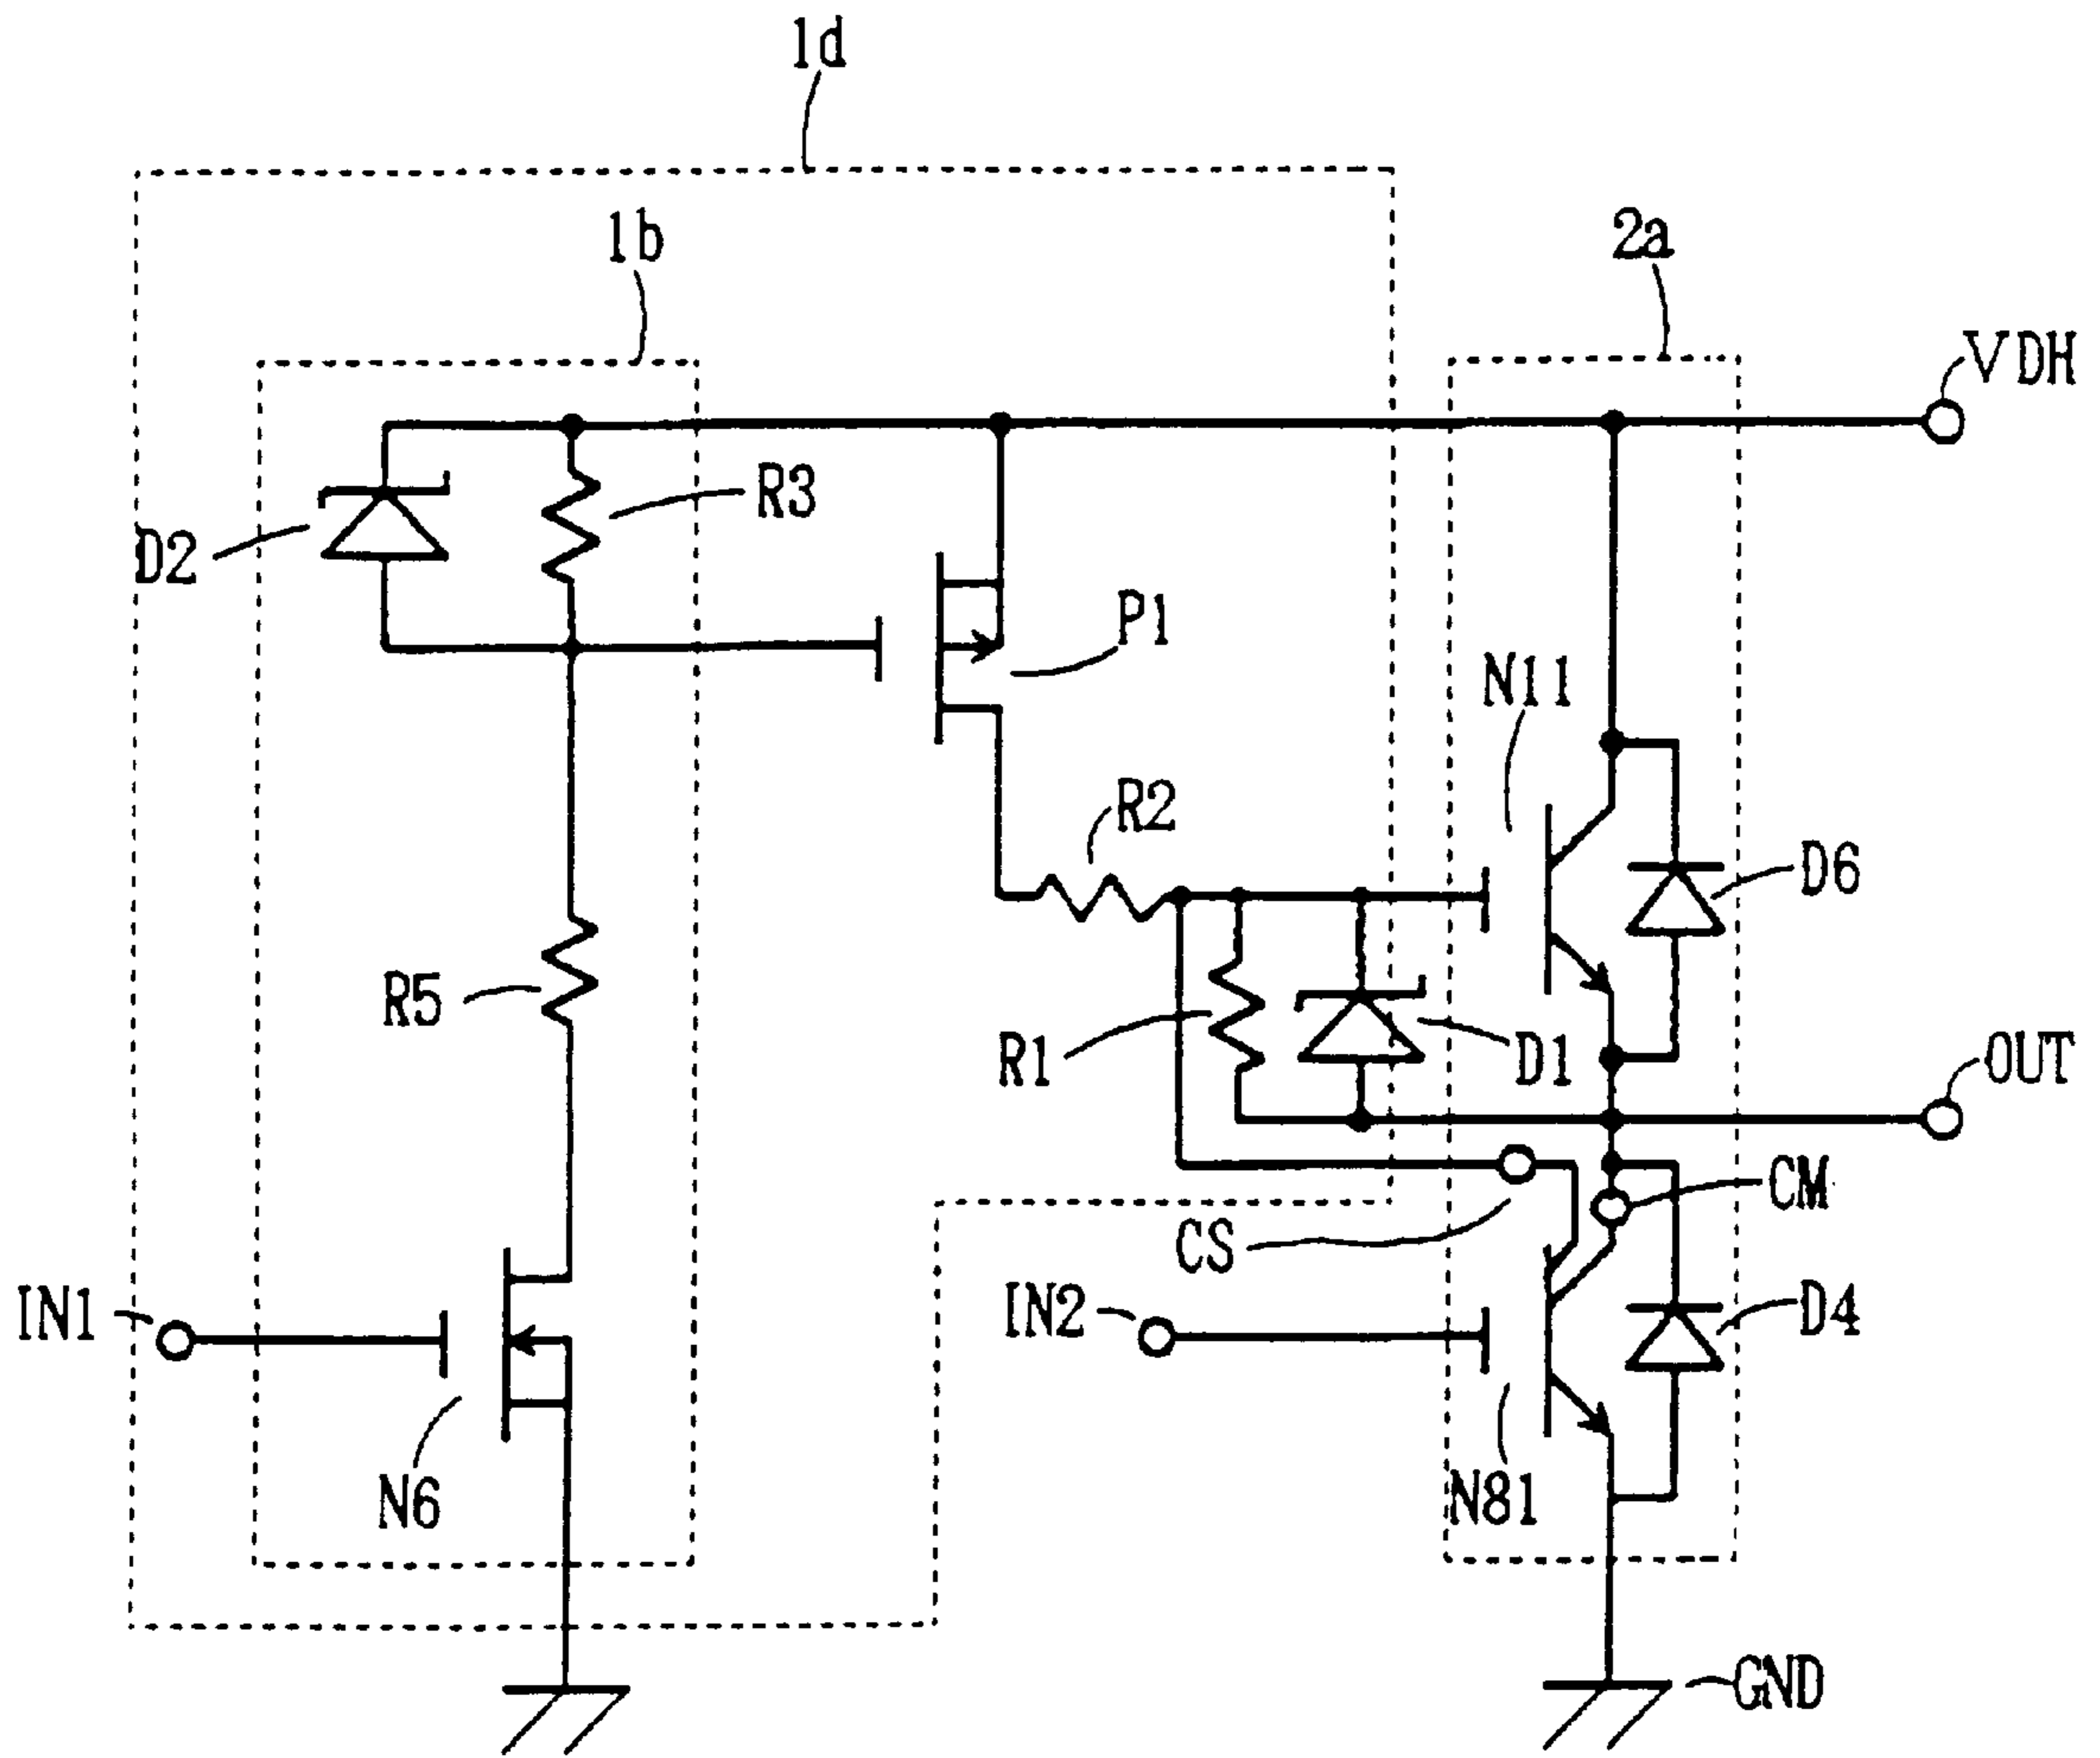 1d
1b
2a
VDH
R3
D2
P1
N11
R2
D6
R5
R1
D1
OUT
CM
CS
IN1
IN2
D4
N6
N81
GND